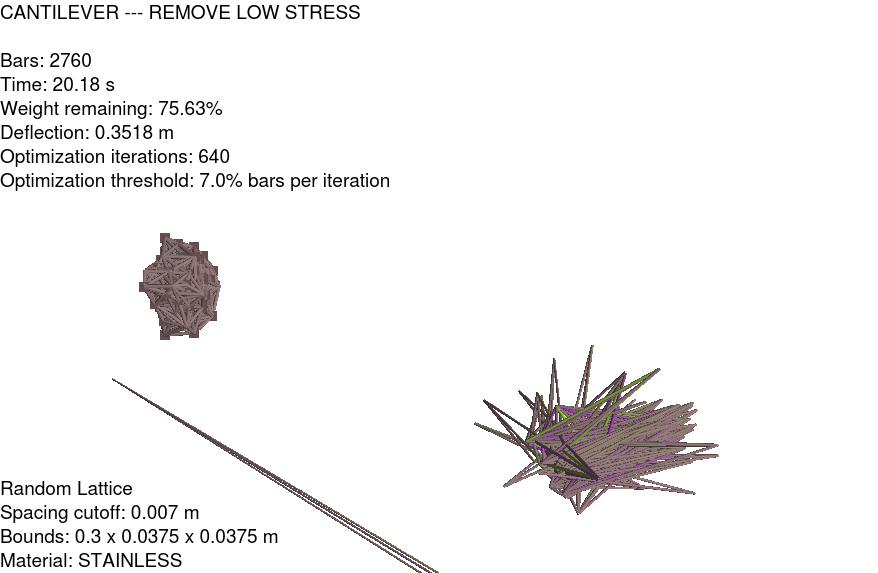 CANTILEVER --- REMOVE LOW STRESS
Bars: 2760
Time: 20.18 s
Weight remaining: 75.63%
Deflection: 0.3518 m
Optimization iterations: 640
Optimization threshold: 7.0% bars per iteration
Random Lattice
Spacing cutoff: 0.007 m
Bounds: 0.3 x 0.0375 x 0.0375 m
Material: STAINLESS